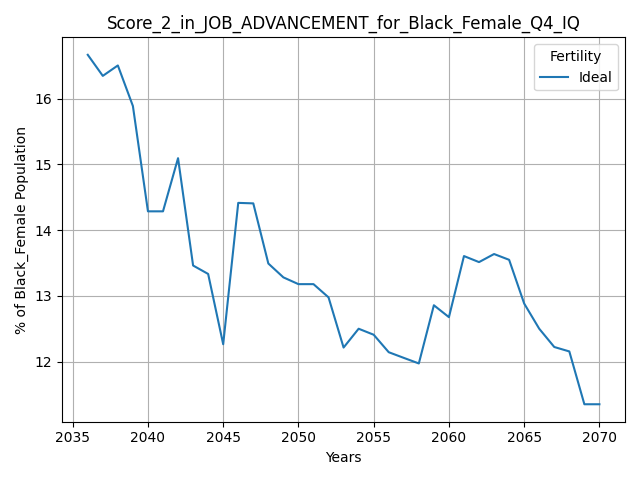 Score_2_in_JOB_ADVANCEMENT_for_Black_Female_Q4_IQ
Fertility
Ideal
% of Black_Female Population
16
15
14
13
12
2035 2040 2045 2050 2055 2060 2065 2070
Years